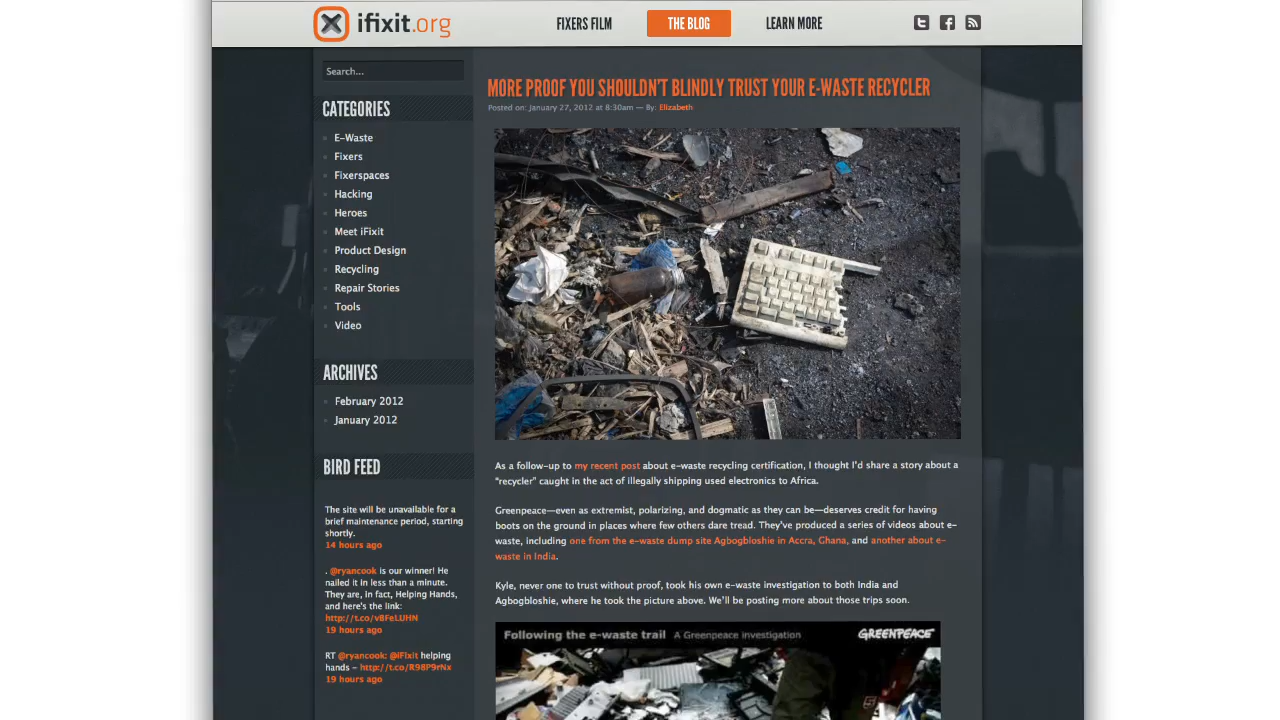 ifixit.org
FIXERS FILM
THE BLOG
LEARN MORE
Search...
CATEGORIES
E-Waste
Fixers
Fixerspaces
Hacking
Heroes
Meet iFixit
Product Design
Recycling
Repair Stories
Tools
Video
ARCHIVES
February 2012
January 2012
BIRD FEED
The site will be unavailable for a
brief maintenance period, starting
shortly.
14 hours ago
. @ryancook is our winner! He
nailed it in less than a minute.
They are, in fact, Helping Hands,
and here's the link:
http://t.co/v8FeLUHN
19 hours ago
RT @ryancook: @iFixit helping
hands – http://t.co/R98P9rNx
19 hours ago
MORE PROOF YOU SHOULDN'T BLINDLY TRUST YOUR E-WASTE RECYCLER
Posted on: January 27, 2012 at 8:30am — By: Elizabeth
As a follow-up to my recent post about e-waste recycling certification, I thought I'd share a story about a
“recycler” caught in the act of illegally shipping used electronics to Africa.
Greenpeace—even as extremist, polarizing, and dogmatic as they can be—deserves credit for having
boots on the ground in places where few others dare tread. They've produced a series of videos about e-
waste, including one from the e-waste dump site Agbogbloshie in Accra, Ghana, and another about e-
waste in India.
Kyle, never one to trust without proof, took his own e-waste investigation to both India and
Agbogbloshie, where he took the picture above. We'll be posting more about those trips soon.
Following the e-waste trail A Greenpeace investigation
GREENPEACE